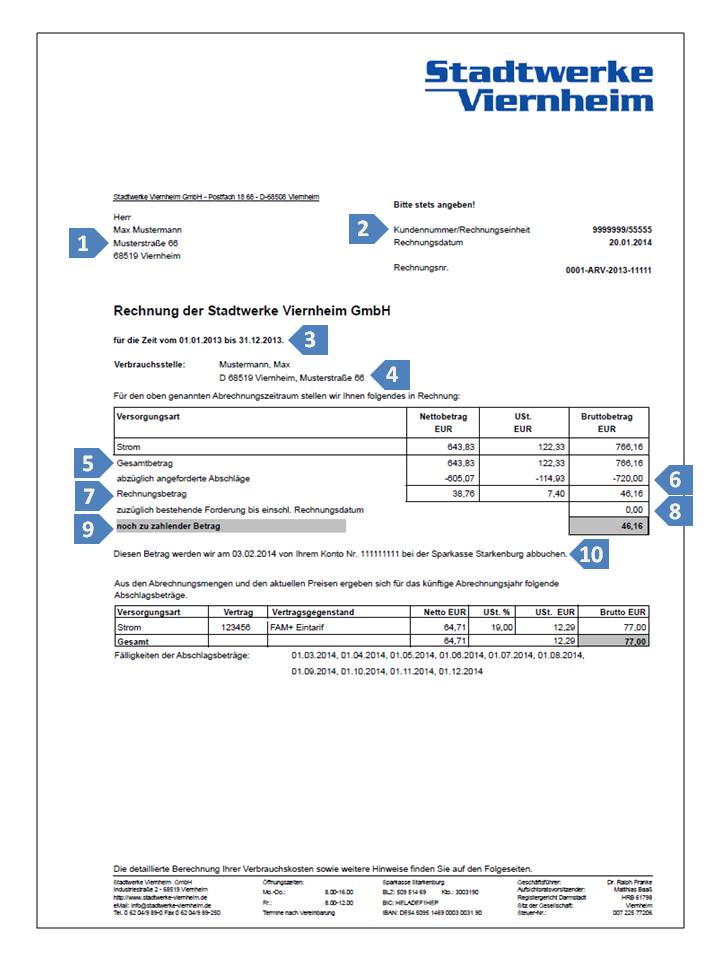 Stadtwerke
Viernheim
Stadtwerke Viernheim GmbH - Postfach 18 68 - D-68508 Viernheim
Bitte stets angeben!
Herr
1 Max Mustermann
Musterstraße 66
68519 Viernheim
2 Kundennummer/Rechnungseinheit 9999999/55555
Rechnungsdatum 20.01.2014
Rechnungsnr. 0001-ARV-2013-11111
Rechnung der Stadtwerke Viernheim GmbH
für die Zeit vom 01.01.2013 bis 31.12.2013. 3
Verbrauchsstelle: Mustermann, Max
D 68519 Viernheim, Musterstraße 66 4
Für den oben genannten Abrechnungszeitraum stellen wir Ihnen folgendes in Rechnung:
Versorgungsart Nettobetrag EUR USt. EUR Bruttobetrag EUR
Strom 643,83 122,33 766,16
5 Gesamtbetrag 643,83 122,33 766,16
abzüglich angeforderte Abschläge -605,07 -114,93 -720,00 6
7 Rechnungsbetrag 38,76 7,40 46,16
zuzüglich bestehende Forderung bis einschl. Rechnungsdatum 0,00 8
9 noch zu zahlender Betrag 46,16
Diesen Betrag werden wir am 03.02.2014 von Ihrem Konto Nr. 111111111 bei der Sparkasse Starkenburg abbuchen. 10
Aus den Abrechnungsmengen und den aktuellen Preisen ergeben sich für das künftige Abrechnungsjahr folgende
Abschlagsbeträge.
Versorgungsart Vertrag Vertragsgegenstand Netto EUR USt. % USt. EUR Brutto EUR
Strom 123456 FAM+ Eintarif 64,71 19,00 12,29 77,00
Gesamt 64,71 12,29 77,00
Fälligkeiten der Abschlagsbeträge: 01.03.2014, 01.04.2014, 01.05.2014, 01.06.2014, 01.07.2014, 01.08.2014,
01.09.2014, 01.10.2014, 01.11.2014, 01.12.2014
Die detaillierte Berechnung Ihrer Verbrauchskosten sowie weitere Hinweise finden Sie auf den Folgeseiten.
Stadtwerke Viernheim GmbH Öffnungszeiten: Sparkasse Starkenburg Geschäftsführer: Dr. Ralph Franke
Industriestraße 2 - 68519 Viernheim Mo.-Do.: 8.00-16.00 BLZ: 509 514 69 Kto.: 3003190 Aufsichtsratsvorsitzender: Matthias Baaß
http://www.stadtwerke-viernheim.de Registergericht Darmstadt HRB 61798
eMail: info@stadtwerke-viernheim.de Fr.: 8.00-12.00 BIC: HELADEF1HEP Sitz der Gesellschaft: Viernheim
Tel. 0 62 04/9 89-0 Fax 0 62 04/9 89-250 Termine nach Vereinbarung IBAN: DE54 5095 1469 0003 0031 90 Steuer-Nr.: 007 225 77206